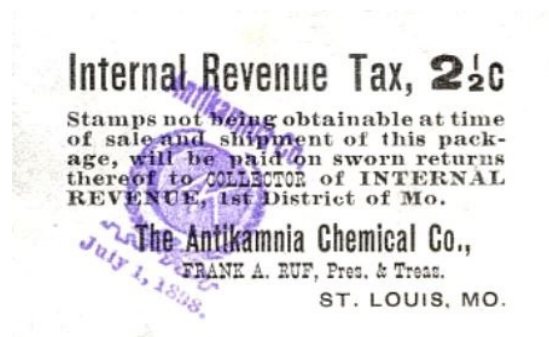 Internal Revenue Tax, 2½c
Stamps not being obtainable at time
of sale and shipment of this pack-
age, will be paid on sworn returns
thereof to COLLECTOR of INTERNAL
REVENUE, 1st District of Mo.
The Antikamnia Chemical Co.,
FRANK A. RUF, Pres. & Treas.
ST. LOUIS, MO.
Antikamnia Co.
July 1, 1898.